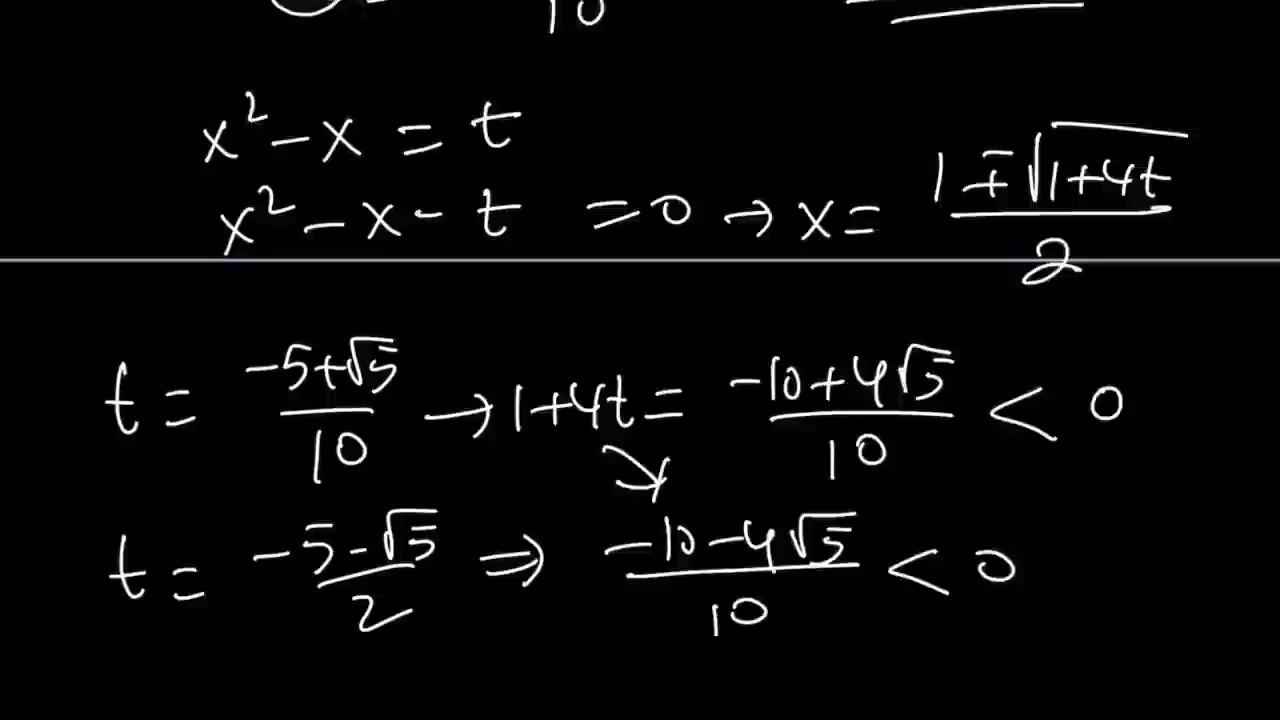 10
x² - x = t
x² - x - t = 0 → x = (1 ∓ √(1+4t))/2
t = (-5+√5)/10 → 1+4t = (-10+4√5)/10 < 0
t = (-5-√5)/2 ⇒ (-10-4√5)/10 < 0